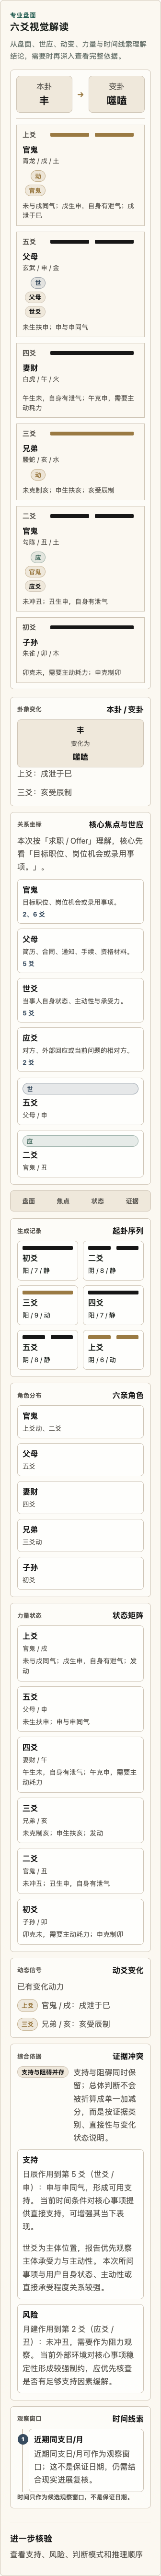 专业盘面
六爻视觉解读
从盘面、世应、动变、力量与时间线索理解
结论，需要时再深入查看完整依据。
本卦
丰
→
变卦
噬嗑
上爻
官鬼
青龙 / 戌 / 土
动
官鬼
未与戌同气；戌生申，自身有泄气；戌
泄于巳
五爻
父母
玄武 / 申 / 金
世
父母
世爻
未生扶申；申与申同气
四爻
妻财
白虎 / 午 / 火
午生未，自身有泄气；午克申，需要主
动耗力
三爻
兄弟
螣蛇 / 亥 / 水
动
未克制亥；申生扶亥；亥受辰制
二爻
官鬼
勾陈 / 丑 / 土
应
官鬼
应爻
未冲丑；丑生申，自身有泄气
初爻
子孙
朱雀 / 卯 / 木
卯克未，需要主动耗力；申克制卯
卦象变化
本卦 / 变卦
丰
变化为
噬嗑
上爻：戌泄于巳
三爻：亥受辰制
关系坐标
核心焦点与世应
本次按「求职 / Offer」理解，核心先
看「目标职位、岗位机会或录用事
项。」。
官鬼
目标职位、岗位机会或录用事项。
2、6 爻
父母
简历、合同、通知、手续、资格材料。
5 爻
世爻
当事人自身状态、主动性与承受力。
5 爻
应爻
对方、外部回应或当前问题的相对方。
2 爻
世
五爻
父母 / 申
应
二爻
官鬼 / 丑
盘面
焦点
状态
证据
生成记录
起卦序列
初爻
阳 / 7 / 静
二爻
阴 / 8 / 静
三爻
阳 / 9 / 动
四爻
阳 / 7 / 静
五爻
阴 / 8 / 静
上爻
阴 / 6 / 动
角色分布
六亲角色
官鬼
上爻动、二爻
父母
五爻
妻财
四爻
兄弟
三爻动
子孙
初爻
力量状态
状态矩阵
上爻
官鬼 / 戌
未与戌同气；戌生申，自身有泄气；发
动
五爻
父母 / 申
未生扶申；申与申同气
四爻
妻财 / 午
午生未，自身有泄气；午克申，需要主
动耗力
三爻
兄弟 / 亥
未克制亥；申生扶亥；发动
二爻
官鬼 / 丑
未冲丑；丑生申，自身有泄气
初爻
子孙 / 卯
卯克未，需要主动耗力；申克制卯
动态信号
动爻变化
已有变化动力
上爻
官鬼 / 戌：戌泄于巳
三爻
兄弟 / 亥：亥受辰制
综合依据
证据冲突
支持与阻碍并存
支持与阻碍同时保
留；总体判断不会
被折算成单一加减
分，而是按证据类
别、直接性与变化
状态说明。
支持
日辰作用到第 5 爻（世爻 /
申）：申与申同气，形成可用支
持。 当前时间条件对核心事项提
供直接支持，可增强其当下表
现。
世爻为主体位置，报告优先观察
主体承受力与主动性。 本次所问
事项与用户自身状态、主动性或
直接承受程度关系较强。
风险
月建作用到第 2 爻（应爻 /
丑）：未冲丑，需要作为阻力观
察。 当前外部环境对核心事项稳
定性形成较强制约，应优先核查
是否有足够支持因素缓解。
观察窗口
时间线索
1
近期同支日/月
近期同支日/月可作为观察窗
口；这不是保证日期，仍需结
合现实进展复核。
时间只作为候选观察窗口，不是保证日期。
进一步核验
查看支持、风险、判断模式和推理顺序